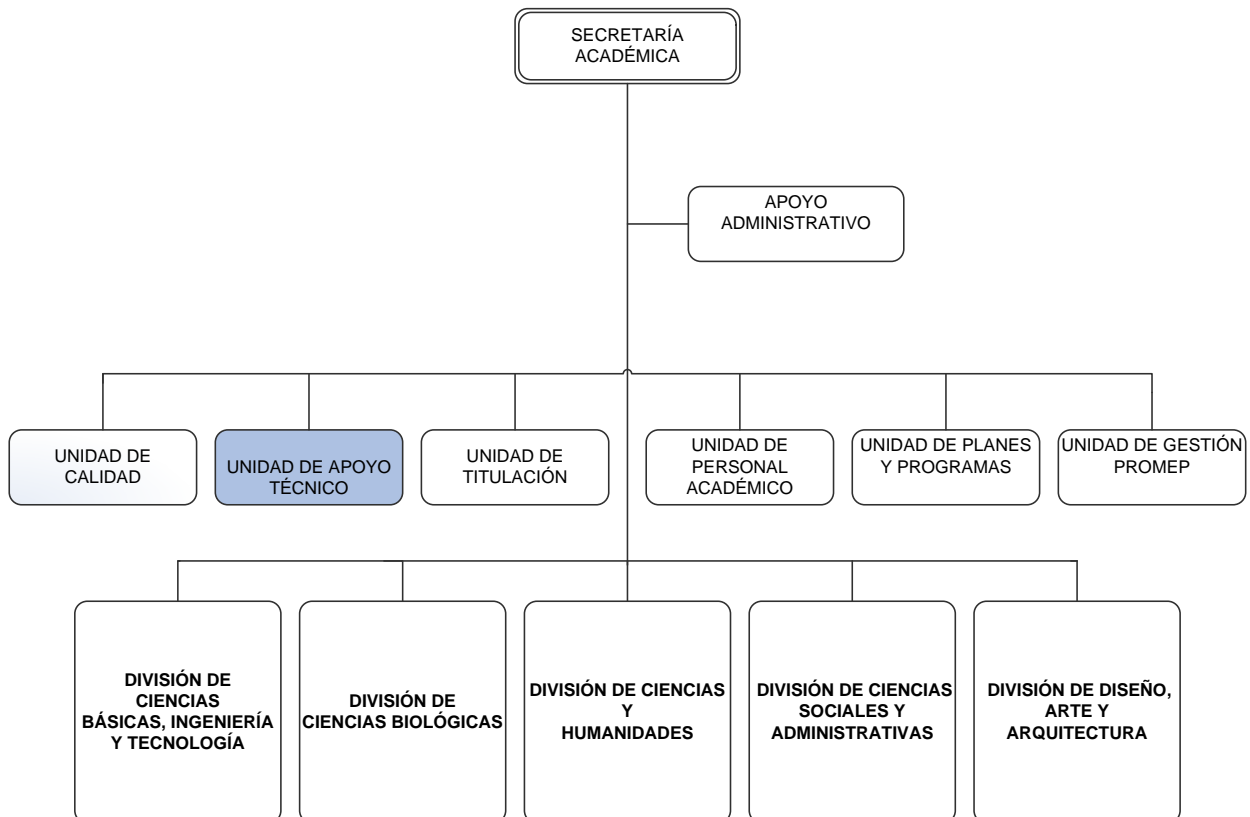 SECRETARÍA
ACADÉMICA
APOYO
ADMINISTRATIVO
UNIDAD DE
CALIDAD
UNIDAD DE APOYO
TÉCNICO
UNIDAD DE
TITULACIÓN
UNIDAD DE
PERSONAL
ACADÉMICO
UNIDAD DE PLANES
Y PROGRAMAS
UNIDAD DE GESTIÓN
PROMEP
DIVISIÓN DE
CIENCIAS
BÁSICAS, INGENIERÍA
Y TECNOLOGÍA
DIVISIÓN DE
CIENCIAS BIOLÓGICAS
DIVISIÓN DE CIENCIAS
Y
HUMANIDADES
DIVISIÓN DE CIENCIAS
SOCIALES Y
ADMINISTRATIVAS
DIVISIÓN DE DISEÑO,
ARTE Y
ARQUITECTURA